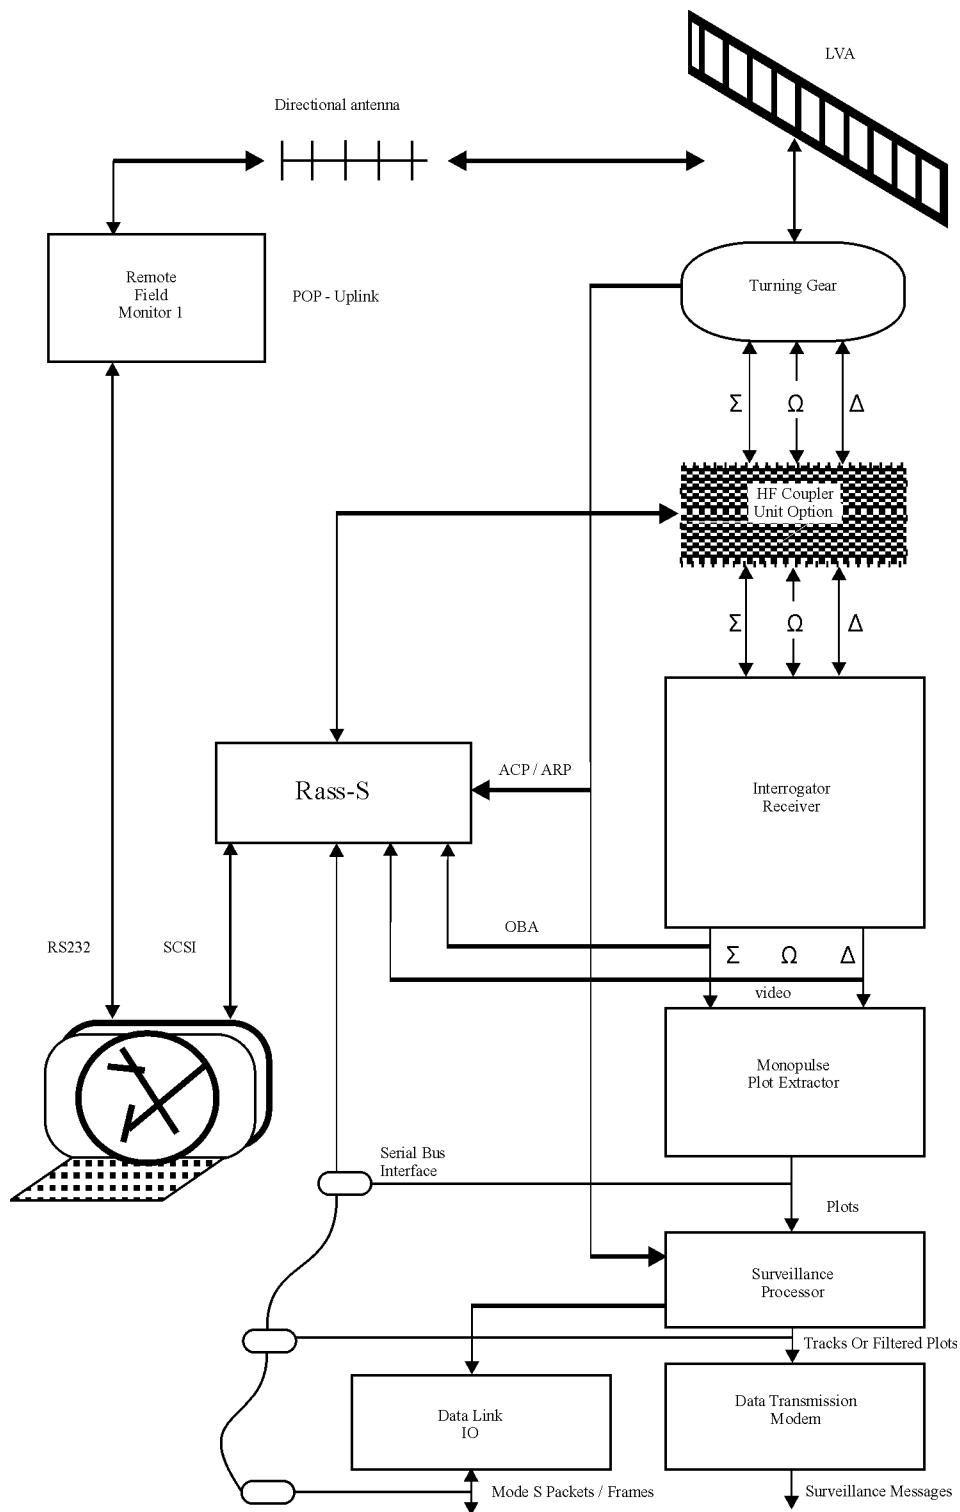 LVA
Directional antenna
Remote
Field
Monitor 1
POP - Uplink
Turning Gear
Σ Ω Δ
HF Coupler
Unit Option
Σ Ω Δ
Rass-S
ACP / ARP
Interrogator
Receiver
RS232
SCSI
OBA
Σ Ω Δ
video
Monopulse
Plot Extractor
Serial Bus
Interface
Plots
Surveillance
Processor
Tracks Or Filtered Plots
Data Link
IO
Data Transmission
Modem
Mode S Packets / Frames
Surveillance Messages